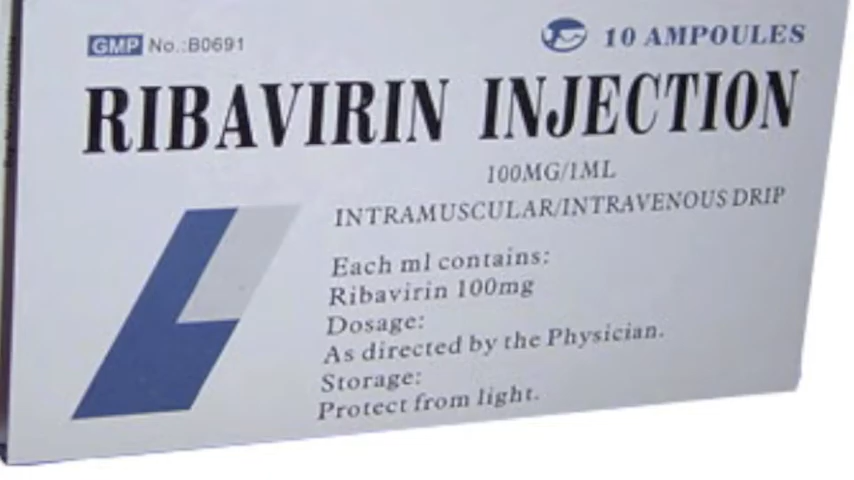 GMP No.:B0691
10 AMPOULES
RIBAVIRIN INJECTION
100MG/1ML
INTRAMUSCULAR/INTRAVENOUS DRIP
Each ml contains:
Ribavirin 100mg
Dosage:
As directed by the Physician.
Storage:
Protect from light.